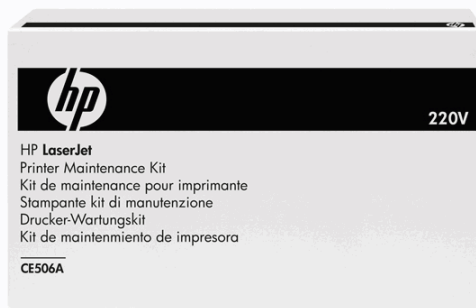 hp
220V
HP LaserJet
Printer Maintenance Kit
Kit de maintenance pour imprimante
Stampante kit di manutenzione
Drucker-Wartungskit
Kit de maintenmiento de impresora
CE506A